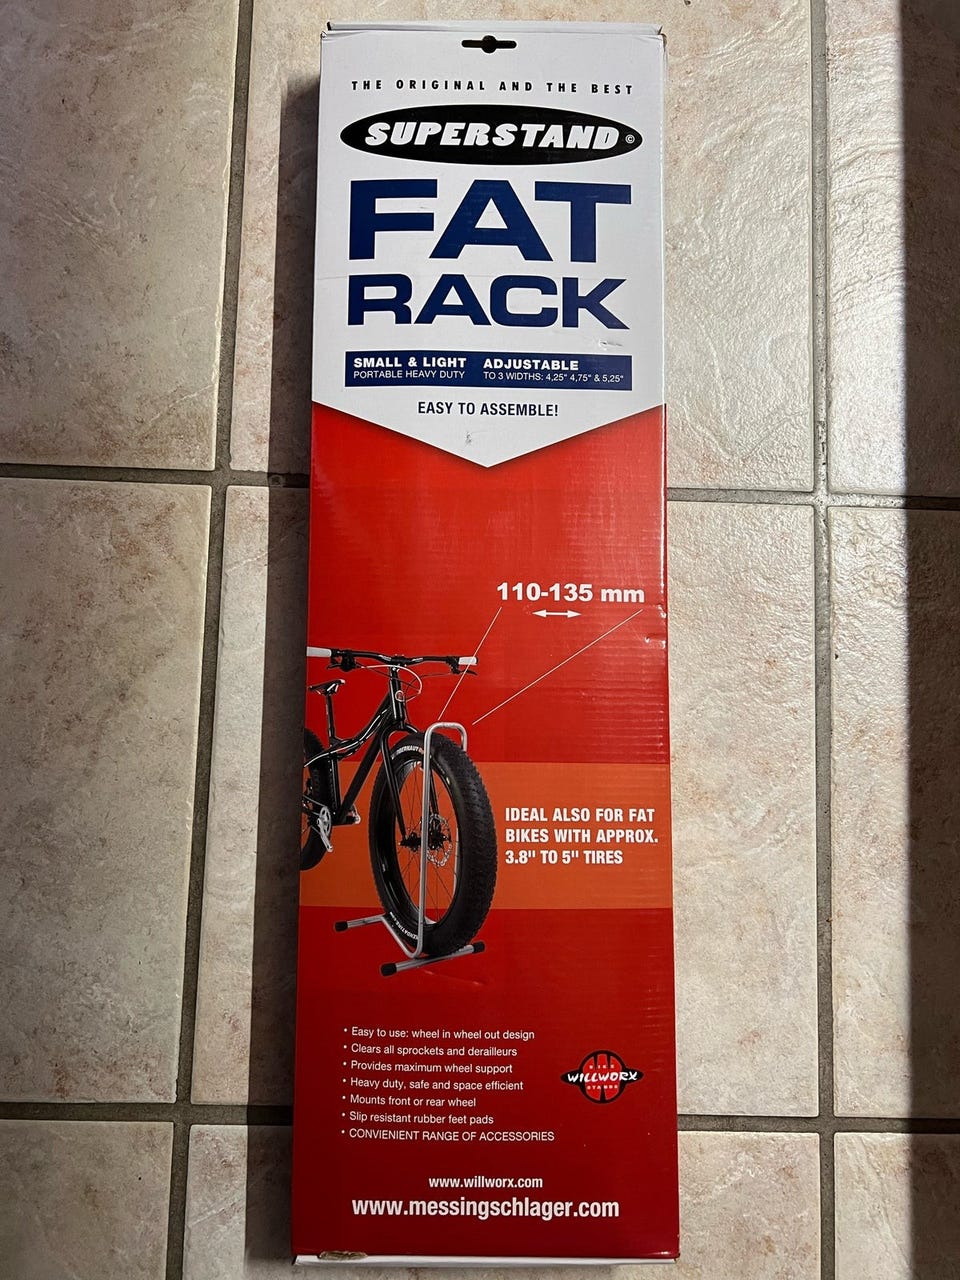 THE ORIGINAL AND THE BEST
SUPERSTAND©
FAT
RACK
SMALL & LIGHT
PORTABLE HEAVY DUTY
ADJUSTABLE
TO 3 WIDTHS: 4,25" 4,75" & 5,25"
EASY TO ASSEMBLE!
110-135 mm
IDEAL ALSO FOR FAT
BIKES WITH APPROX.
3.8" TO 5" TIRES
• Easy to use: wheel in wheel out design
• Clears all sprockets and derailleurs
• Provides maximum wheel support
• Heavy duty, safe and space efficient
• Mounts front or rear wheel
• Slip resistant rubber feet pads
• CONVIENIENT RANGE OF ACCESSORIES
BIKE
WILLWORX
STANDS
www.willworx.com
www.messingschlager.com